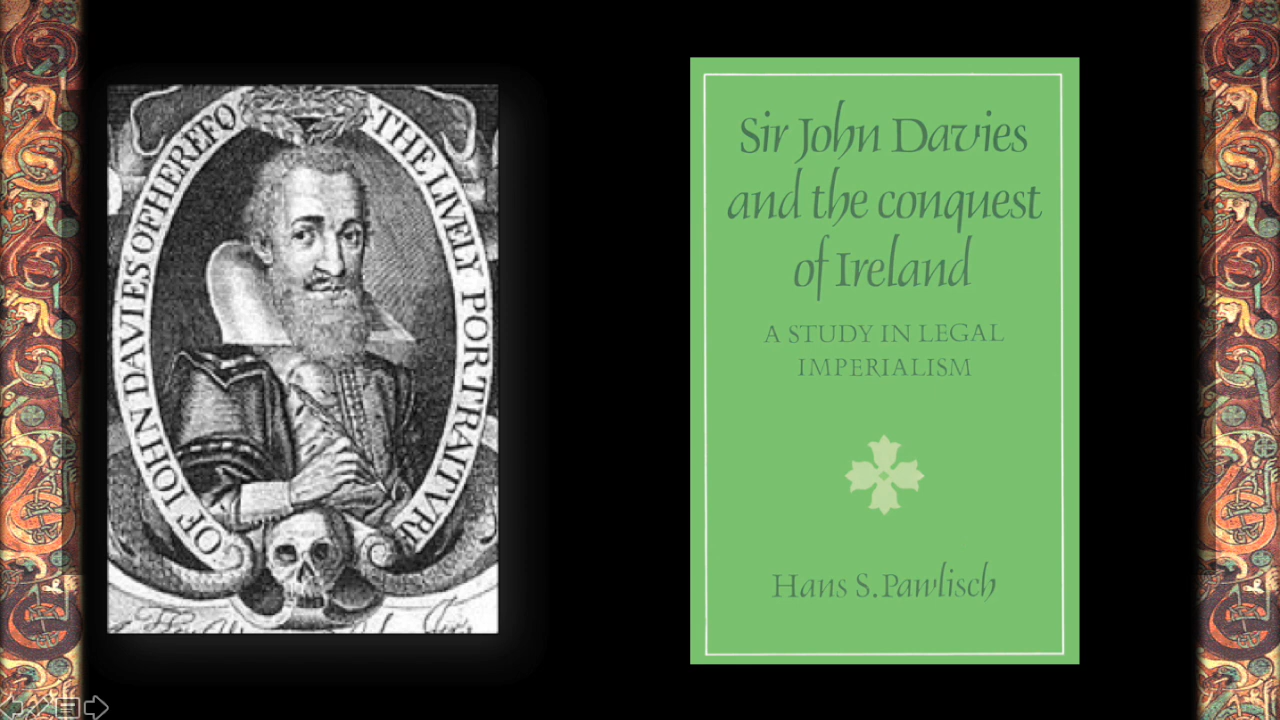 THE LIVELY PORTRAITVRE
OF JOHN DAVIES OF HEREFO
Sir John Davies
and the conquest
of Ireland
A STUDY IN LEGAL
IMPERIALISM
Hans S. Pawlisch